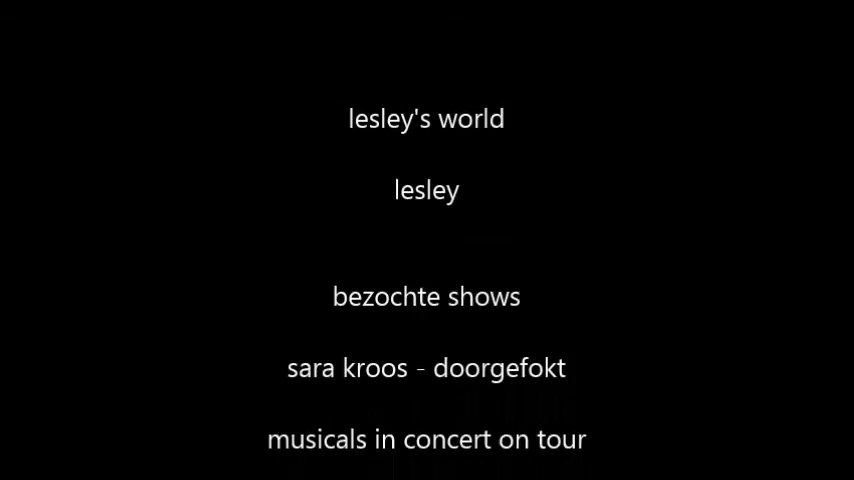 lesley's world
lesley
bezochte shows
sara kroos - doorgefokt
musicals in concert on tour